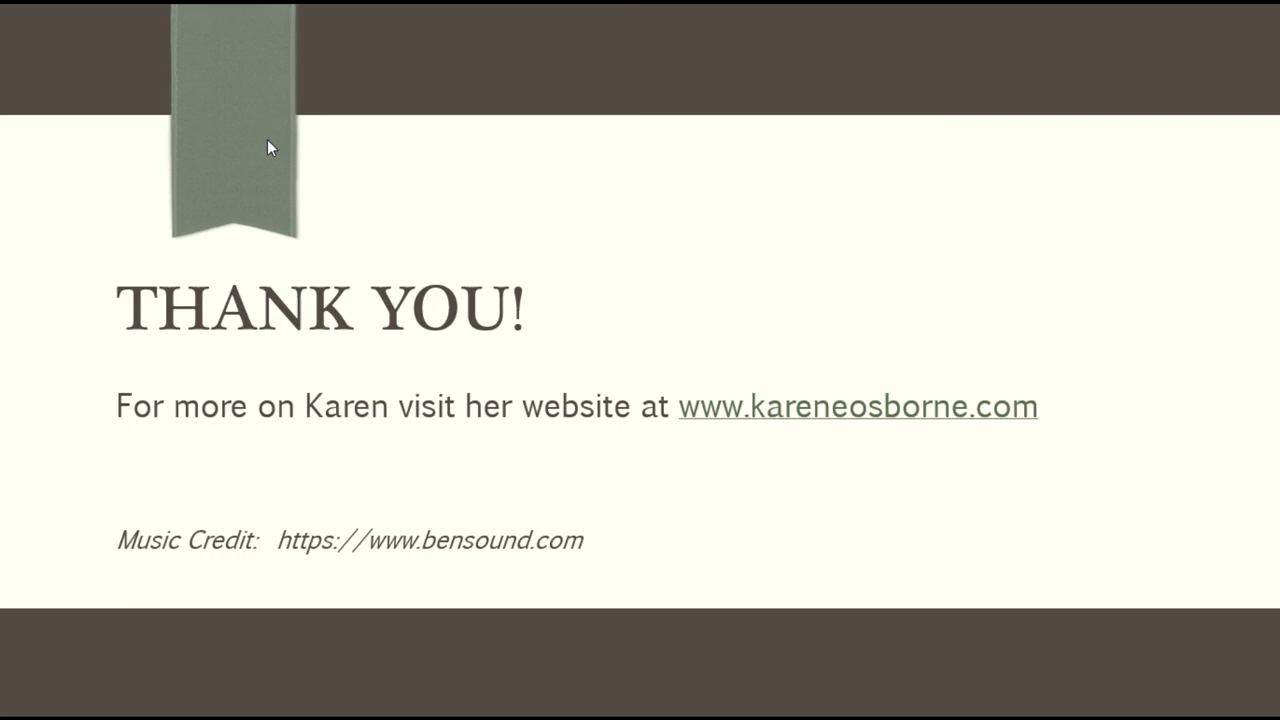 THANK YOU!
For more on Karen visit her website at www.kareneosborne.com
Music Credit: https://www.bensound.com